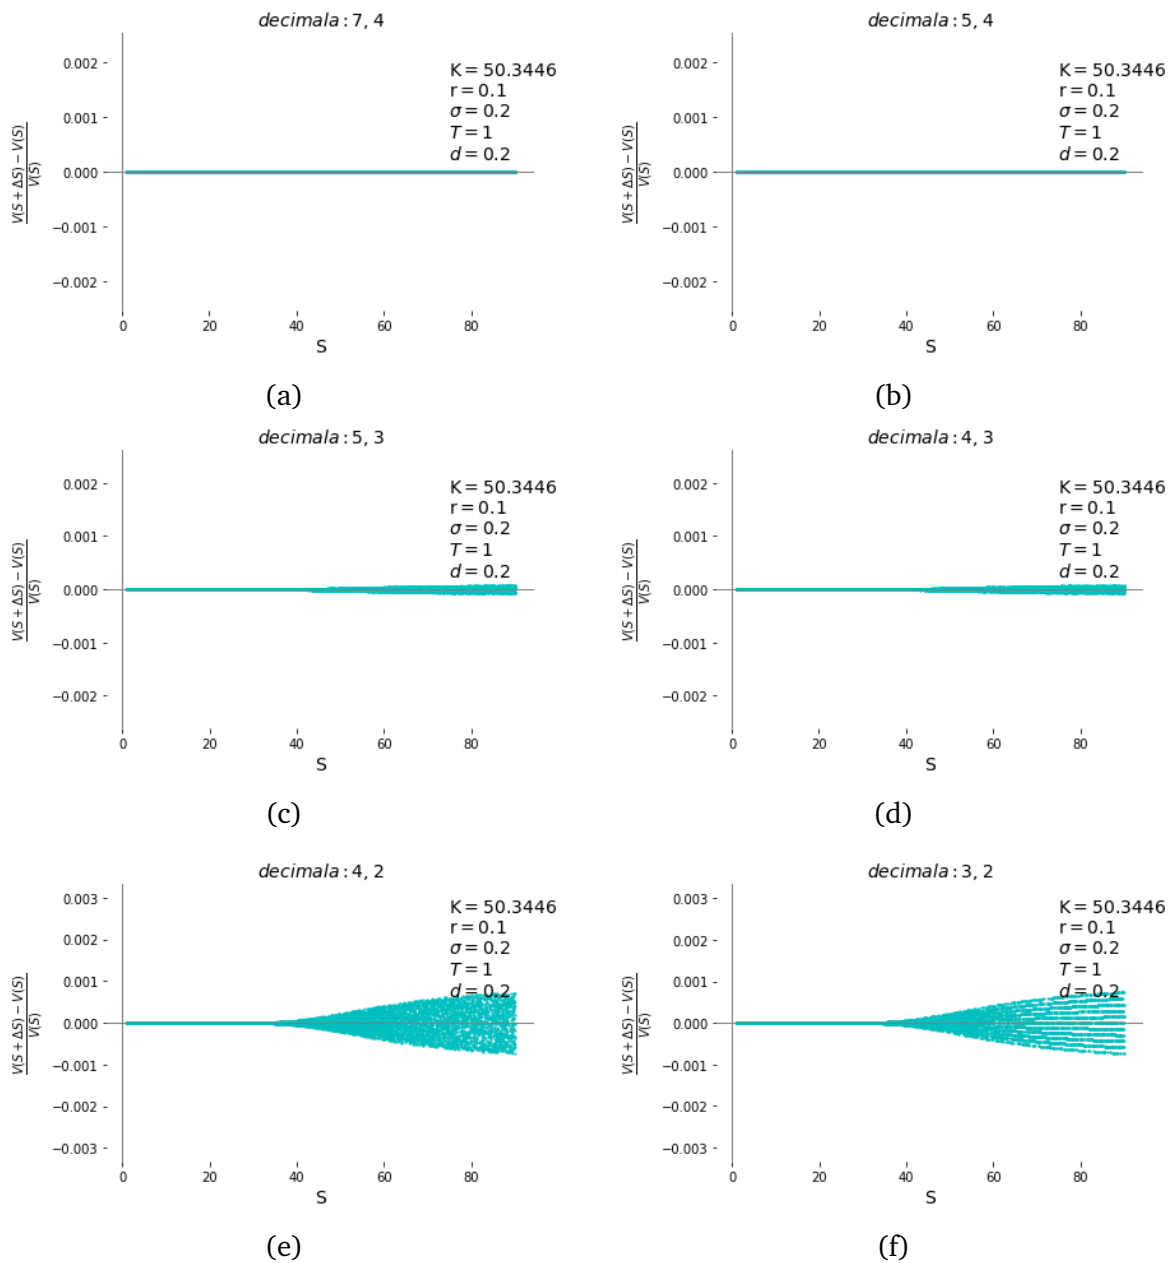 decimala : 7, 4
K = 50.3446
r = 0.1
σ = 0.2
T = 1
d = 0.2
V(S + ΔS) − V(S)
V(S)
0.002
0.001
0.000
−0.001
−0.002
0 20 40 60 80
S
(a)
decimala : 5, 4
K = 50.3446
r = 0.1
σ = 0.2
T = 1
d = 0.2
V(S + ΔS) − V(S)
V(S)
0.002
0.001
0.000
−0.001
−0.002
0 20 40 60 80
S
(b)
decimala : 5, 3
K = 50.3446
r = 0.1
σ = 0.2
T = 1
d = 0.2
V(S + ΔS) − V(S)
V(S)
0.002
0.001
0.000
−0.001
−0.002
0 20 40 60 80
S
(c)
decimala : 4, 3
K = 50.3446
r = 0.1
σ = 0.2
T = 1
d = 0.2
V(S + ΔS) − V(S)
V(S)
0.002
0.001
0.000
−0.001
−0.002
0 20 40 60 80
S
(d)
decimala : 4, 2
K = 50.3446
r = 0.1
σ = 0.2
T = 1
d = 0.2
V(S + ΔS) − V(S)
V(S)
0.003
0.002
0.001
0.000
−0.001
−0.002
−0.003
0 20 40 60 80
S
(e)
decimala : 3, 2
K = 50.3446
r = 0.1
σ = 0.2
T = 1
d = 0.2
V(S + ΔS) − V(S)
V(S)
0.003
0.002
0.001
0.000
−0.001
−0.002
−0.003
0 20 40 60 80
S
(f)